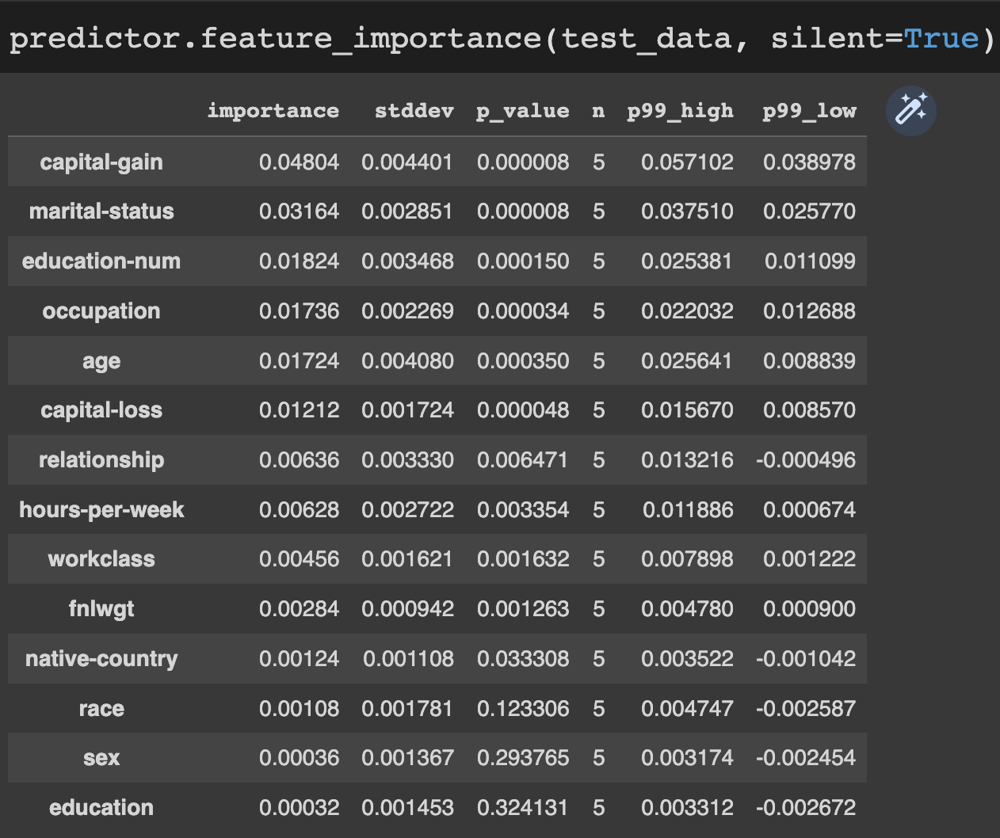 predictor.feature_importance(test_data, silent=True)
importance stddev p_value n p99_high p99_low
capital-gain 0.04804 0.004401 0.000008 5 0.057102 0.038978
marital-status 0.03164 0.002851 0.000008 5 0.037510 0.025770
education-num 0.01824 0.003468 0.000150 5 0.025381 0.011099
occupation 0.01736 0.002269 0.000034 5 0.022032 0.012688
age 0.01724 0.004080 0.000350 5 0.025641 0.008839
capital-loss 0.01212 0.001724 0.000048 5 0.015670 0.008570
relationship 0.00636 0.003330 0.006471 5 0.013216 -0.000496
hours-per-week 0.00628 0.002722 0.003354 5 0.011886 0.000674
workclass 0.00456 0.001621 0.001632 5 0.007898 0.001222
fnlwgt 0.00284 0.000942 0.001263 5 0.004780 0.000900
native-country 0.00124 0.001108 0.033308 5 0.003522 -0.001042
race 0.00108 0.001781 0.123306 5 0.004747 -0.002587
sex 0.00036 0.001367 0.293765 5 0.003174 -0.002454
education 0.00032 0.001453 0.324131 5 0.003312 -0.002672